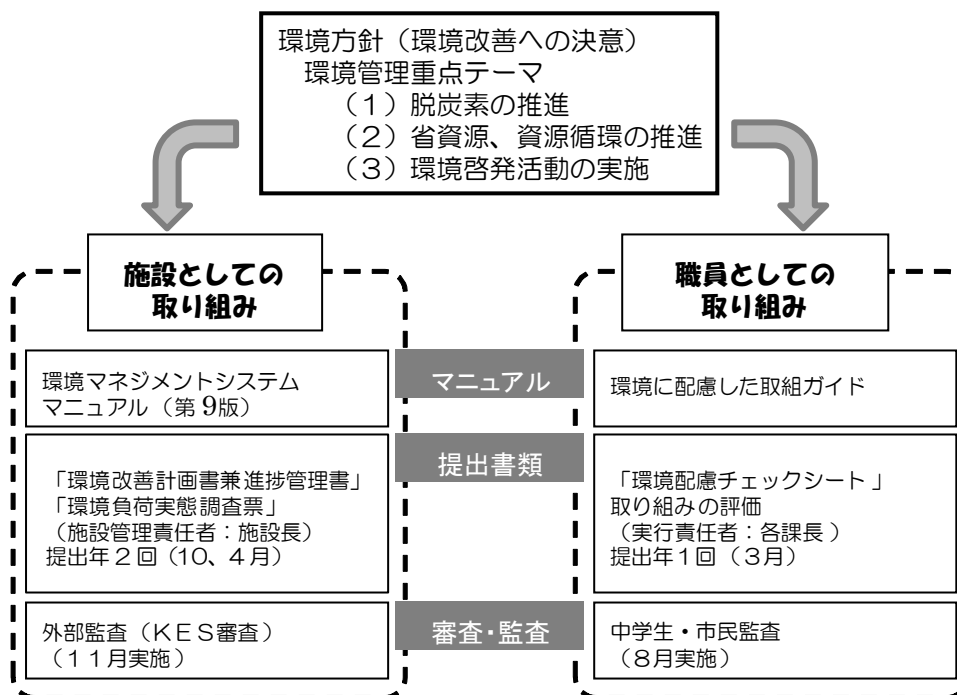 環境方針（環境改善への決意）
環境管理重点テーマ
（１）脱炭素の推進
（２）省資源、資源循環の推進
（３）環境啓発活動の実施
施設としての
取り組み
職員としての
取り組み
環境マネジメントシステム
マニュアル（第9版）
マニュアル
環境に配慮した取組ガイド
「環境改善計画書兼進捗管理書」
「環境負荷実態調査票」
（施設管理責任者：施設長）
提出年２回（10、４月）
提出書類
「環境配慮チェックシート」
取り組みの評価
（実行責任者：各課長）
提出年１回（３月）
外部監査（ＫＥＳ審査）
（１１月実施）
審査・監査
中学生・市民監査
（８月実施）